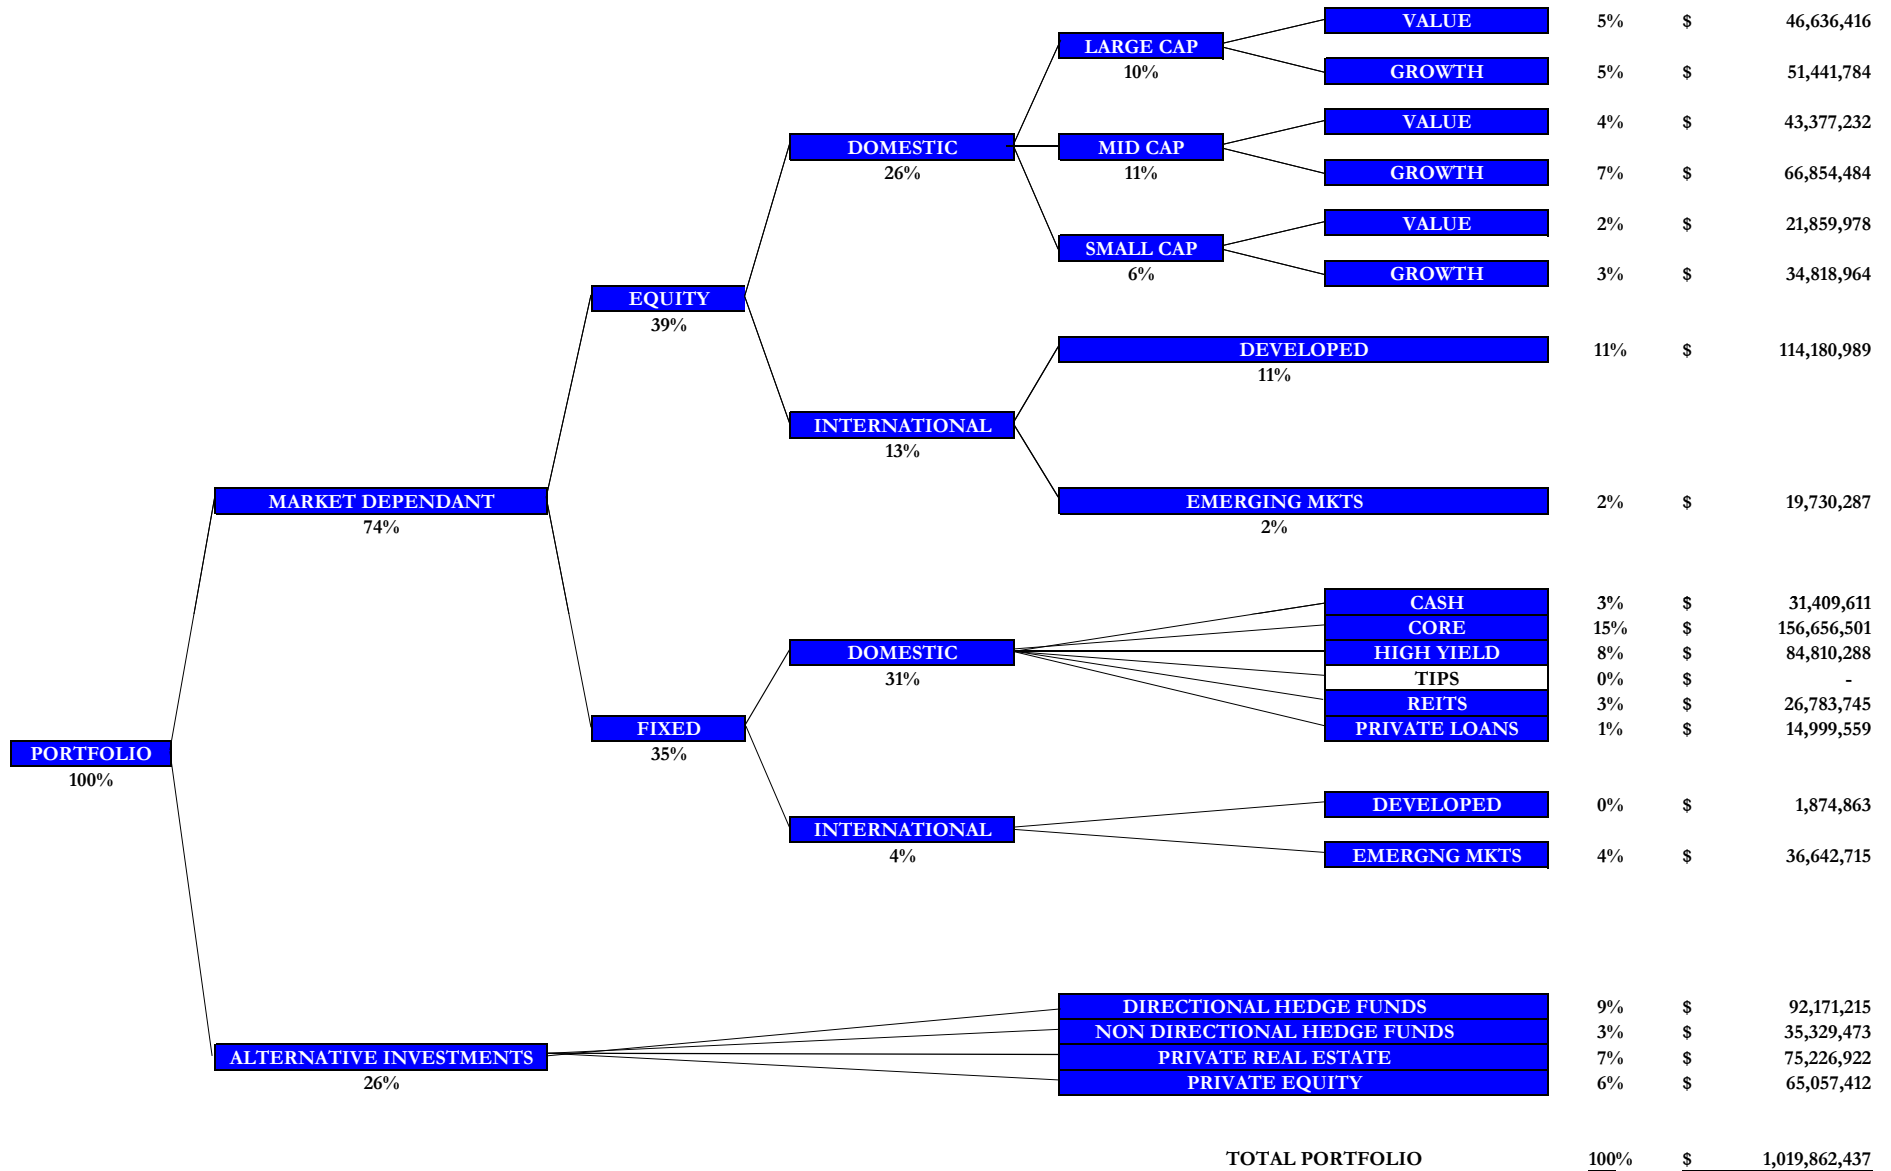 VALUE 5% $ 46,636,416
LARGE CAP
10%
GROWTH 5% $ 51,441,784
VALUE 4% $ 43,377,232
DOMESTIC MID CAP
26% 11%
GROWTH 7% $ 66,854,484
VALUE 2% $ 21,859,978
SMALL CAP
6%
GROWTH 3% $ 34,818,964
EQUITY
39%
DEVELOPED 11% $ 114,180,989
11%
INTERNATIONAL
13%
MARKET DEPENDANT EMERGING MKTS 2% $ 19,730,287
74% 2%
CASH 3% $ 31,409,611
CORE 15% $ 156,656,501
DOMESTIC HIGH YIELD 8% $ 84,810,288
31% TIPS 0% $ -
REITS 3% $ 26,783,745
FIXED PRIVATE LOANS 1% $ 14,999,559
35%
PORTFOLIO
100%
DEVELOPED 0% $ 1,874,863
INTERNATIONAL
4% EMERGNG MKTS 4% $ 36,642,715
DIRECTIONAL HEDGE FUNDS 9% $ 92,171,215
NON DIRECTIONAL HEDGE FUNDS 3% $ 35,329,473
ALTERNATIVE INVESTMENTS PRIVATE REAL ESTATE 7% $ 75,226,922
26% PRIVATE EQUITY 6% $ 65,057,412
TOTAL PORTFOLIO 100% $ 1,019,862,437